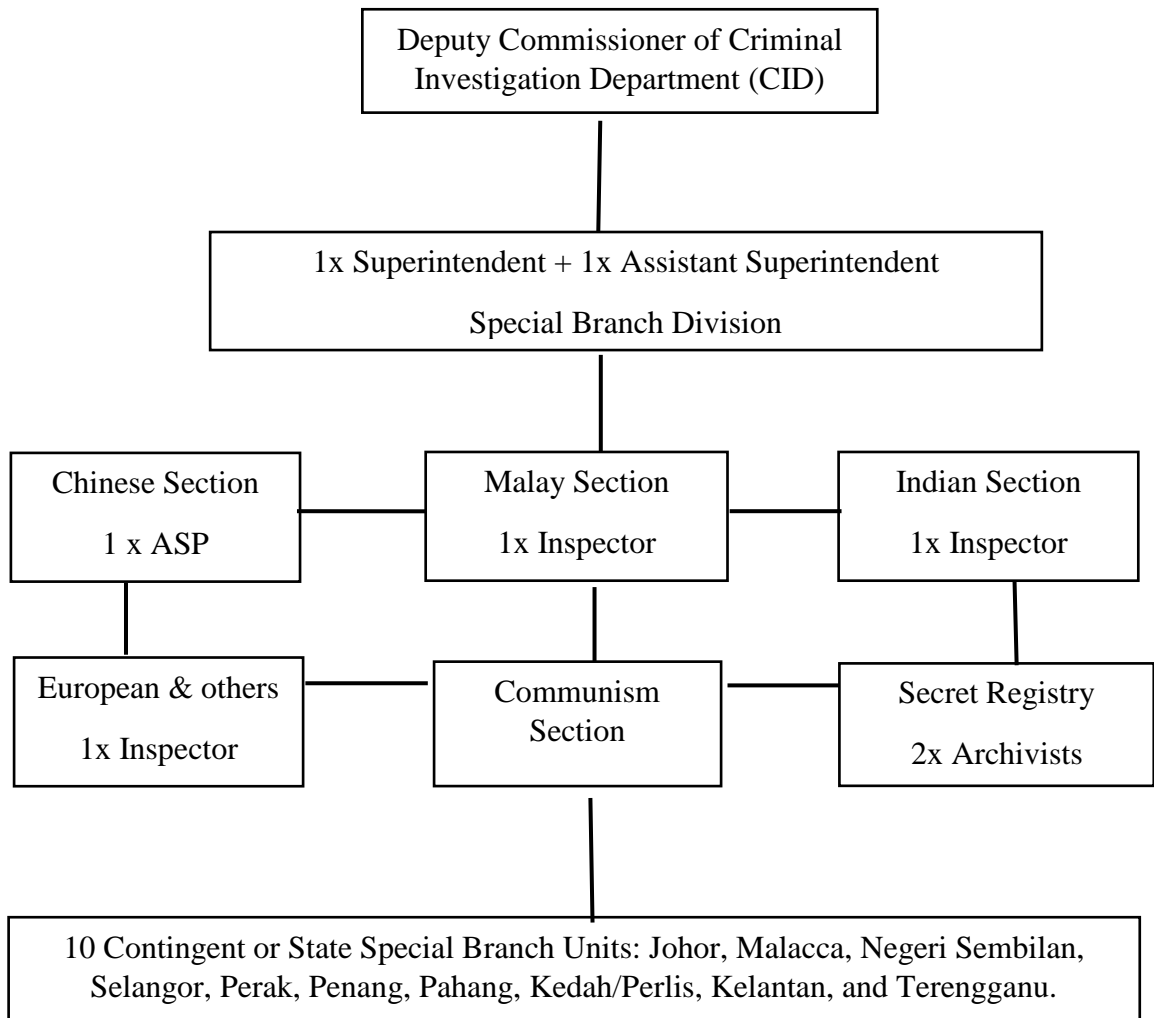 Deputy Commissioner of Criminal
Investigation Department (CID)
1x Superintendent + 1x Assistant Superintendent
Special Branch Division
Chinese Section
1 x ASP
Malay Section
1x Inspector
Indian Section
1x Inspector
European & others
1x Inspector
Communism
Section
Secret Registry
2x Archivists
10 Contingent or State Special Branch Units: Johor, Malacca, Negeri Sembilan,
Selangor, Perak, Penang, Pahang, Kedah/Perlis, Kelantan, and Terengganu.